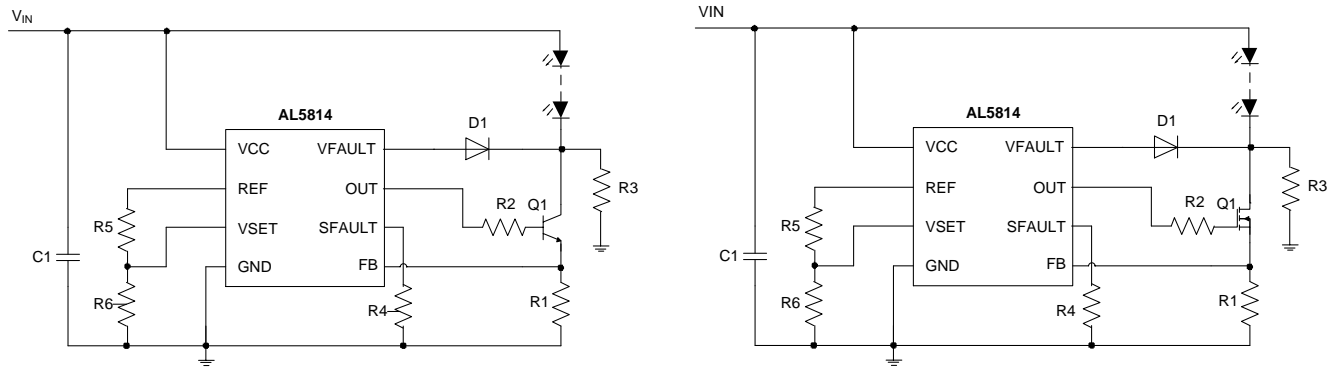 VIN
AL5814
D1
VCC
VFAULT
REF
OUT
R3
R2
Q1
R5
VSET
SFAULT
C1
GND
FB
R6
R4
R1
VIN
AL5814
D1
VCC
VFAULT
REF
OUT
R3
R2
Q1
R5
VSET
SFAULT
C1
GND
FB
R6
R4
R1